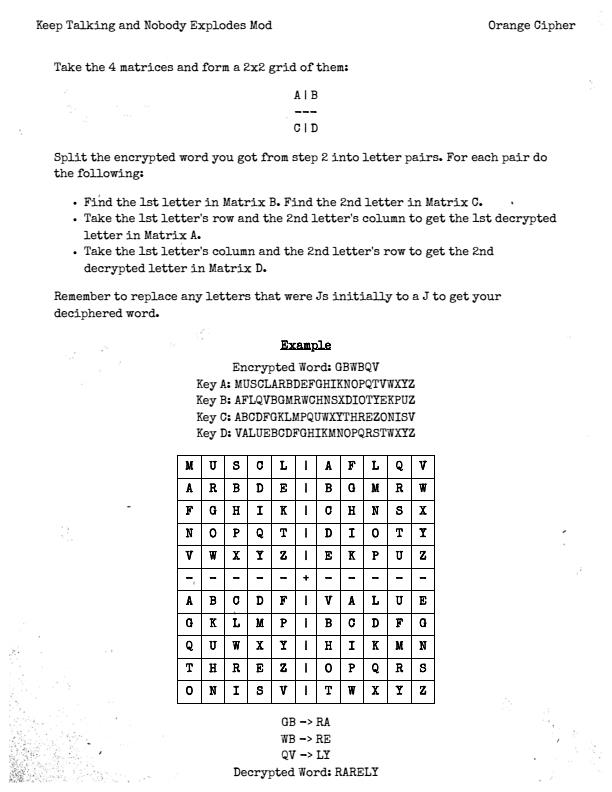 Keep Talking and Nobody Explodes Mod Orange Cipher
Take the 4 matrices and form a 2x2 grid of them:
A | B
---
C | D
Split the encrypted word you got from step 2 into letter pairs. For each pair do
the following:
• Find the 1st letter in Matrix B. Find the 2nd letter in Matrix C.
• Take the 1st letter's row and the 2nd letter's column to get the 1st decrypted
letter in Matrix A.
• Take the 1st letter's column and the 2nd letter's row to get the 2nd
decrypted letter in Matrix D.
Remember to replace any letters that were Js initially to a J to get your
deciphered word.
Example
Encrypted Word: GBWBQV
Key A: MUSCLARBDEFGHIKNOPQTVWXYZ
Key B: AFLQVBGMRWCHNSXDIOTYEKPUZ
Key C: ABCDFGKLMPQUWXYTHREZONISV
Key D: VALUEBCDFGHIKMNOPQRSTWXYZ
M U S C L | A F L Q V
A R B D E | B G M R W
F G H I K | C H N S X
N O P Q T | D I O T Y
V W X Y Z | E K P U Z
- - - - - + - - - - -
A B C D F | V A L U E
G K L M P | B C D F G
Q U W X Y | H I K M N
T H R E Z | O P Q R S
O N I S V | T W X Y Z
GB -> RA
WB -> RE
QV -> LY
Decrypted Word: RARELY